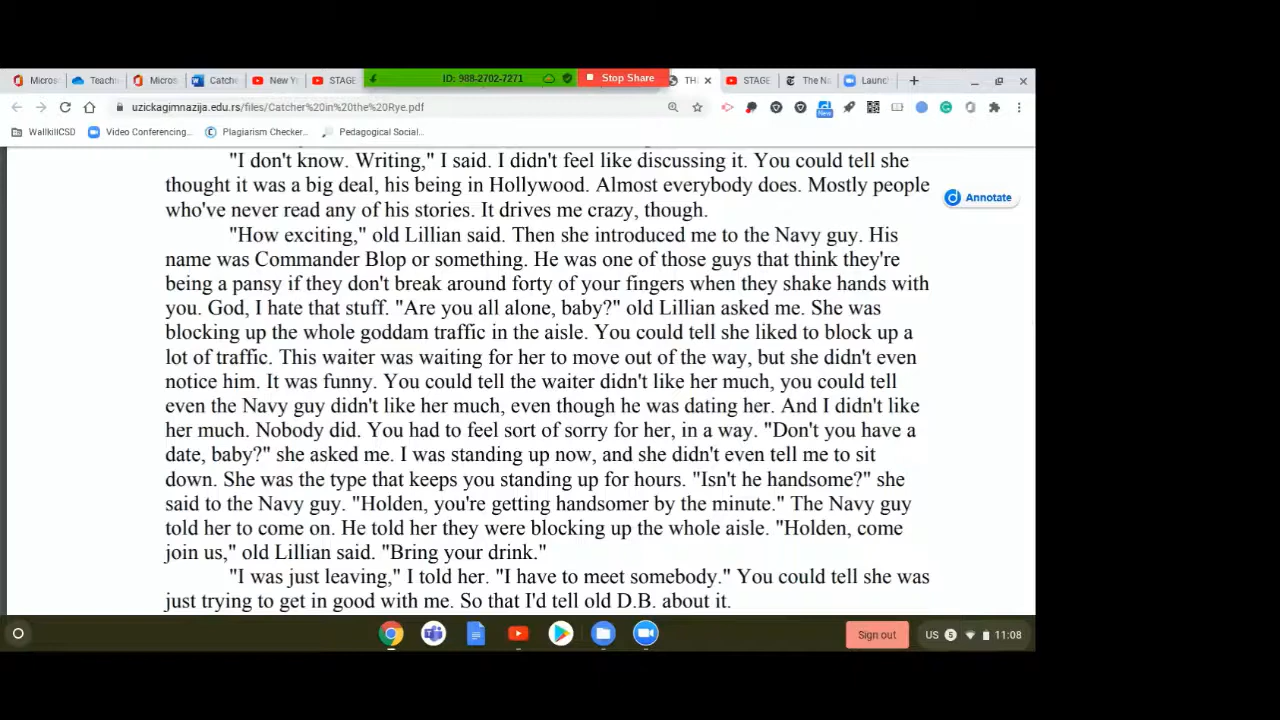 Micros
Teach
Micros
Catche
New Y
STAGE
ID: 988-2702-7271
Stop Share
TH
STAGE
The N
Launc
uzickagimnazija.edu.rs/files/Catcher%20in%20the%20Rye.pdf
New
WallkillCSD
Video Conferencing...
Plagiarism Checker...
Pedagogical Social...
"I don't know. Writing," I said. I didn't feel like discussing it. You could tell she
thought it was a big deal, his being in Hollywood. Almost everybody does. Mostly people
who've never read any of his stories. It drives me crazy, though.
"How exciting," old Lillian said. Then she introduced me to the Navy guy. His
name was Commander Blop or something. He was one of those guys that think they're
being a pansy if they don't break around forty of your fingers when they shake hands with
you. God, I hate that stuff. "Are you all alone, baby?" old Lillian asked me. She was
blocking up the whole goddam traffic in the aisle. You could tell she liked to block up a
lot of traffic. This waiter was waiting for her to move out of the way, but she didn't even
notice him. It was funny. You could tell the waiter didn't like her much, you could tell
even the Navy guy didn't like her much, even though he was dating her. And I didn't like
her much. Nobody did. You had to feel sort of sorry for her, in a way. "Don't you have a
date, baby?" she asked me. I was standing up now, and she didn't even tell me to sit
down. She was the type that keeps you standing up for hours. "Isn't he handsome?" she
said to the Navy guy. "Holden, you're getting handsomer by the minute." The Navy guy
told her to come on. He told her they were blocking up the whole aisle. "Holden, come
join us," old Lillian said. "Bring your drink."
"I was just leaving," I told her. "I have to meet somebody." You could tell she was
just trying to get in good with me. So that I'd tell old D.B. about it.
Annotate
Sign out
US 5 11:08